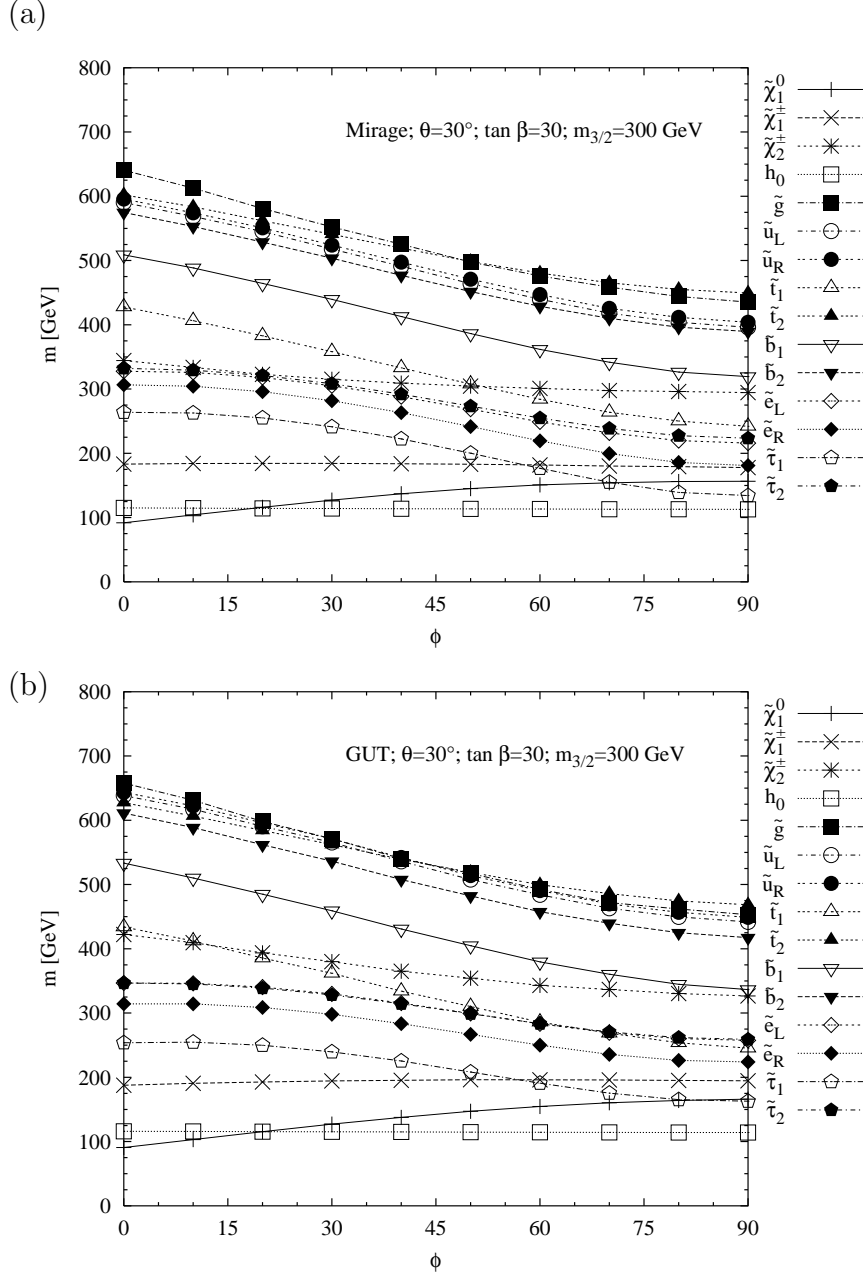 (a)
800
700
600
500
400
300
200
100
0
m [GeV]
Mirage; θ=30°; tan β=30; m3/2=300 GeV
0 15 30 45 60 75 90
ϕ
χ̃₁⁰
χ̃₁±
χ̃₂±
h₀
g̃
ũL
ũR
t̃₁
t̃₂
b̃₁
b̃₂
ẽL
ẽR
τ̃₁
τ̃₂
(b)
800
700
600
500
400
300
200
100
0
m [GeV]
GUT; θ=30°; tan β=30; m3/2=300 GeV
0 15 30 45 60 75 90
ϕ
χ̃₁⁰
χ̃₁±
χ̃₂±
h₀
g̃
ũL
ũR
t̃₁
t̃₂
b̃₁
b̃₂
ẽL
ẽR
τ̃₁
τ̃₂